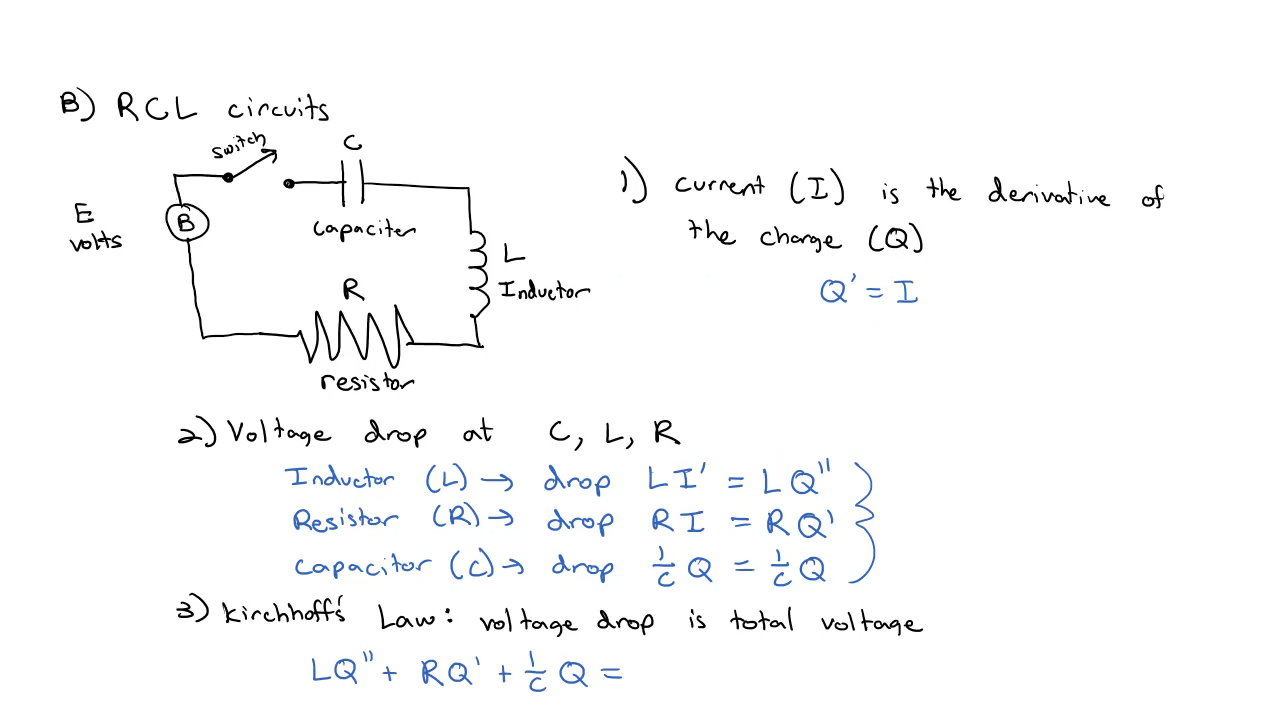 B) RCL circuits
switch
C
E
volts
B
capaciter
L
Inductor
R
resistor
1) current (I) is the derivative of
the charge (Q)
Q' = I
2) Voltage drop at C, L, R
Inductor (L) → drop LI' = LQ"
Resistor (R) → drop RI = RQ'
Capacitor (C) → drop 1/C Q = 1/C Q
3) Kirchhoff's Law: voltage drop is total voltage
LQ" + RQ' + 1/C Q =